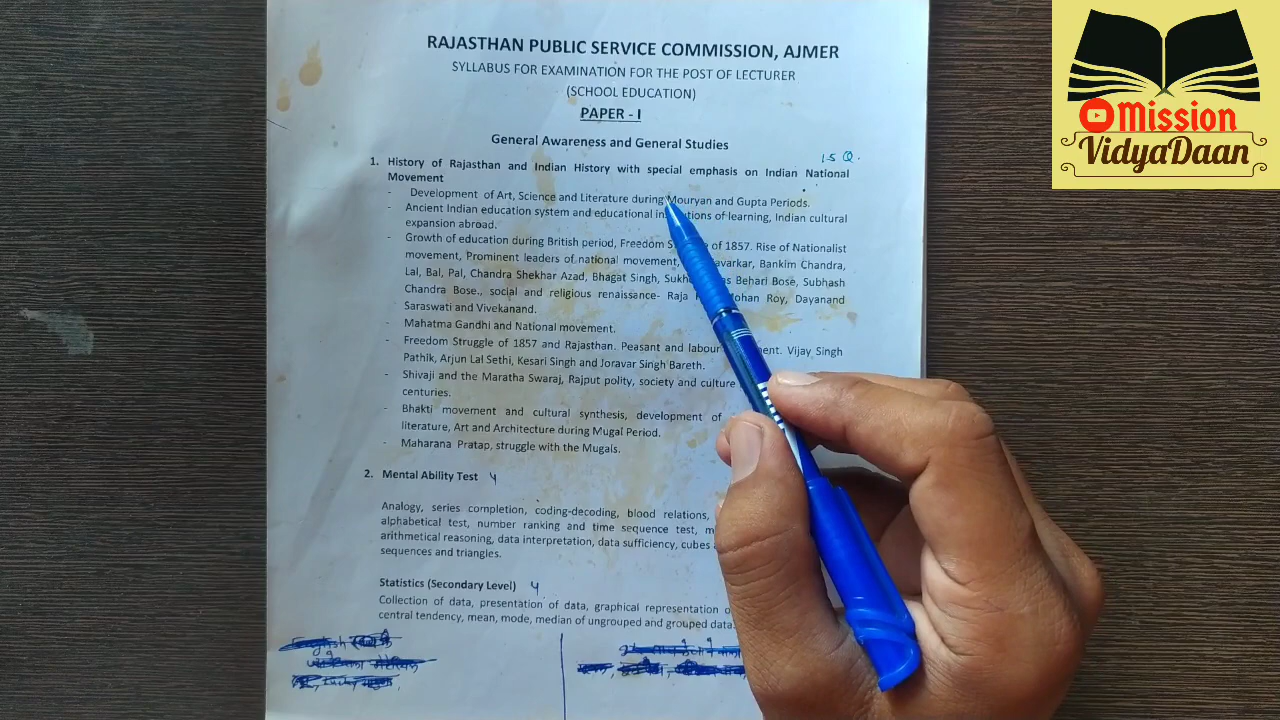 RAJASTHAN PUBLIC SERVICE COMMISSION, AJMER
SYLLABUS FOR EXAMINATION FOR THE POST OF LECTURER
(SCHOOL EDUCATION)
PAPER - I
General Awareness and General Studies
15 Q.
1. History of Rajasthan and Indian History with special emphasis on Indian National
Movement
- Development of Art, Science and Literature during Mouryan and Gupta Periods.
- Ancient Indian education system and educational of learning, Indian cultural
expansion abroad.
- Growth of education during British period, Freedom of 1857. Rise of Nationalist
movement, Prominent leaders of national movement, Bankim Chandra,
Lal, Bal, Pal, Chandra Shekhar Azad, Bhagat Singh, Behari Bose, Subhash
Chandra Bose., social and religious renaissance- Raja Mohan Roy, Dayanand
Saraswati and Vivekanand.
- Mahatma Gandhi and National movement.
- Freedom Struggle of 1857 and Rajasthan. Peasant and labour Vijay Singh
Pathik, Arjun Lal Sethi, Kesari Singh and Joravar Singh Bareth.
- Shivaji and the Maratha Swaraj, Rajput polity, society and culture
centuries.
- Bhakti movement and cultural synthesis, development of
literature, Art and Architecture during Mugal Period.
- Maharana Pratap, struggle with the Mugals.
2. Mental Ability Test 4
Analogy, series completion, coding-decoding, blood relations,
alphabetical test, number ranking and time sequence test,
arithmetical reasoning, data interpretation, data sufficiency, cubes
sequences and triangles.
Statistics (Secondary Level) 4
Collection of data, presentation of data, graphical representation
central tendency, mean, mode, median of ungrouped and grouped data.
Mission
VidyaDaan